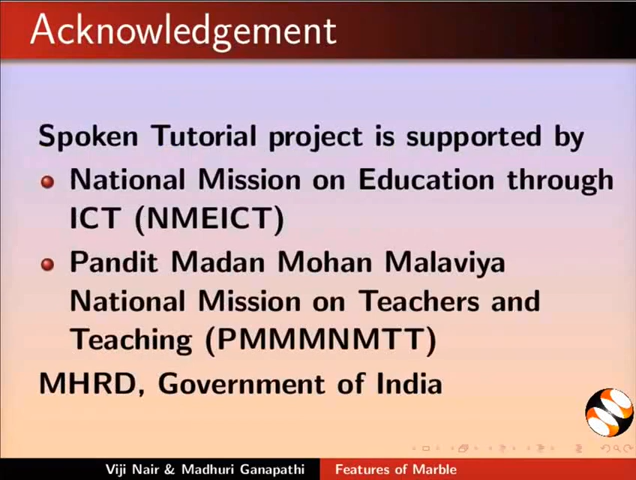 Acknowledgement
Spoken Tutorial project is supported by
National Mission on Education through
ICT (NMEICT)
Pandit Madan Mohan Malaviya
National Mission on Teachers and
Teaching (PMMMNMTT)
MHRD, Government of India
Viji Nair & Madhuri Ganapathi Features of Marble